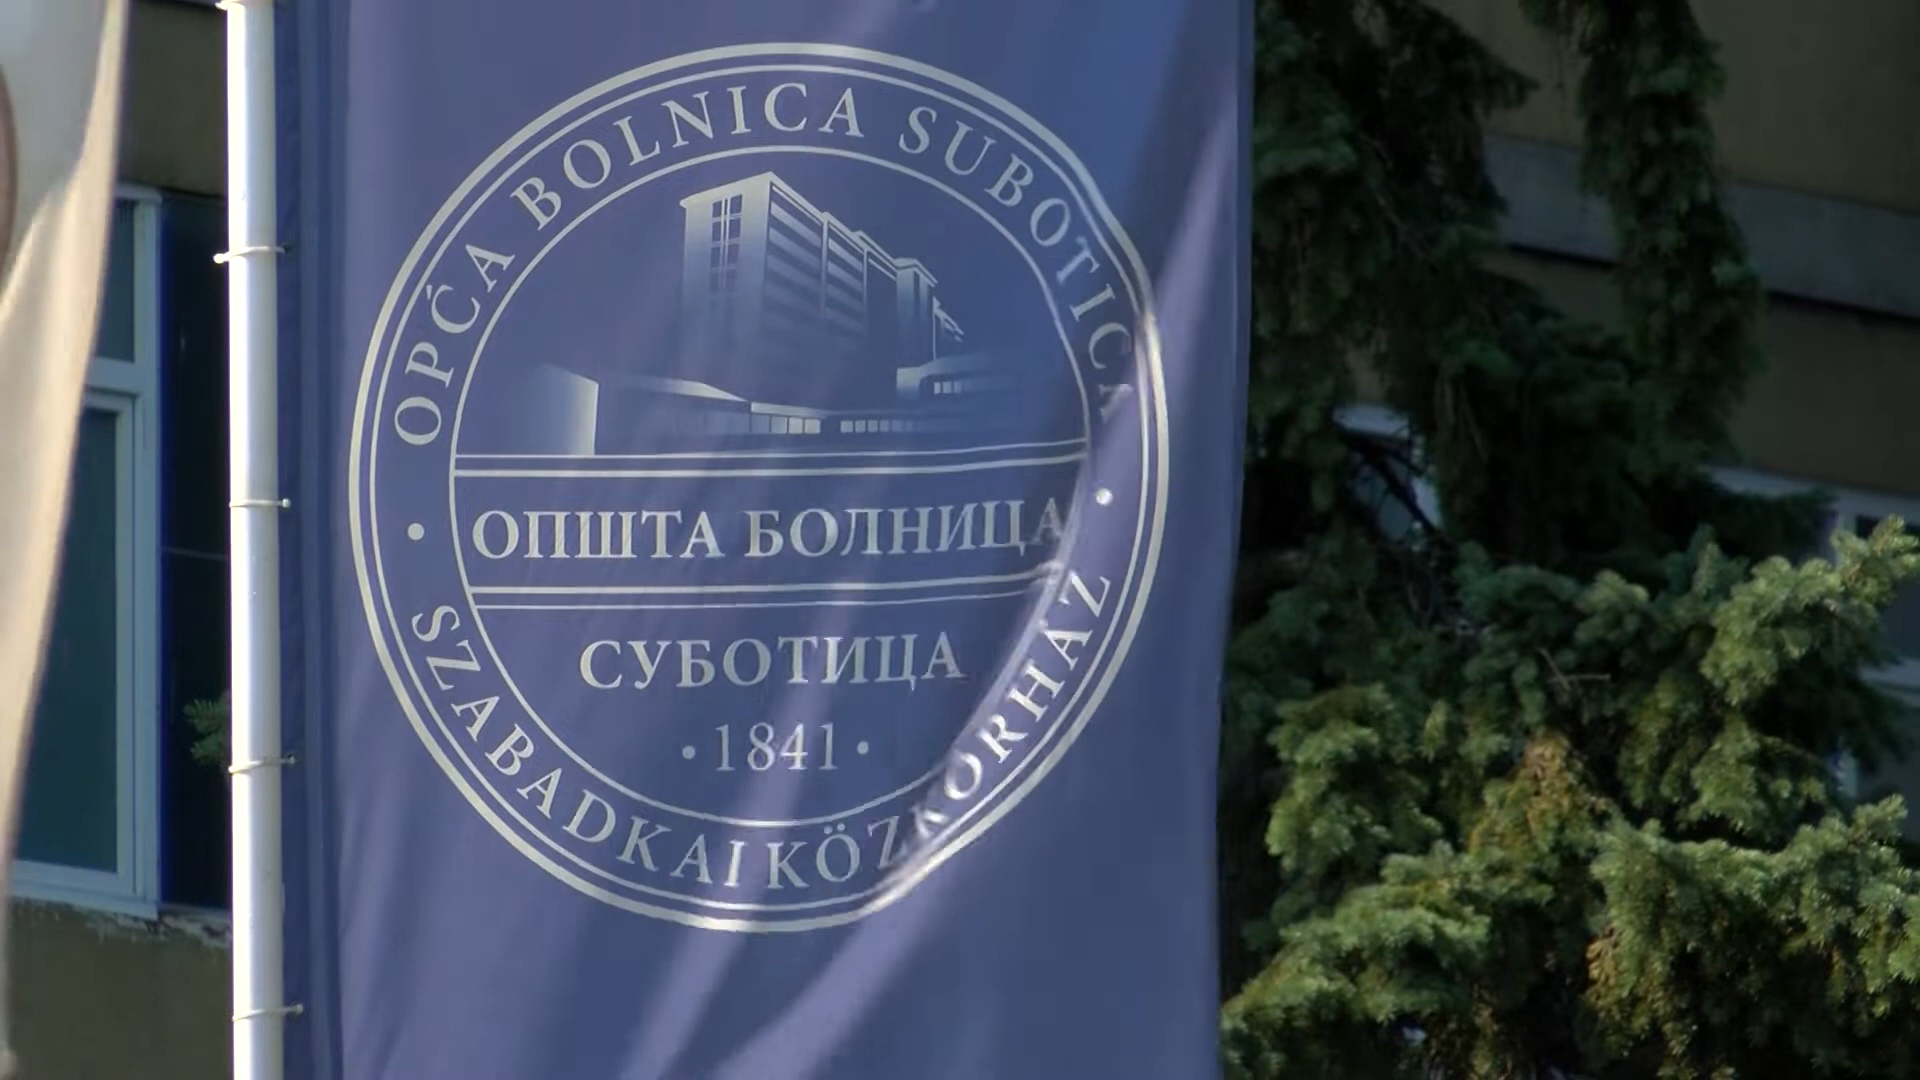 OPĆA BOLNICA SUBOTICA
ОПШТА БОЛНИЦА
СУБОТИЦА
· 1841 ·
SZABADKAI KÖZKÓRHÁZ